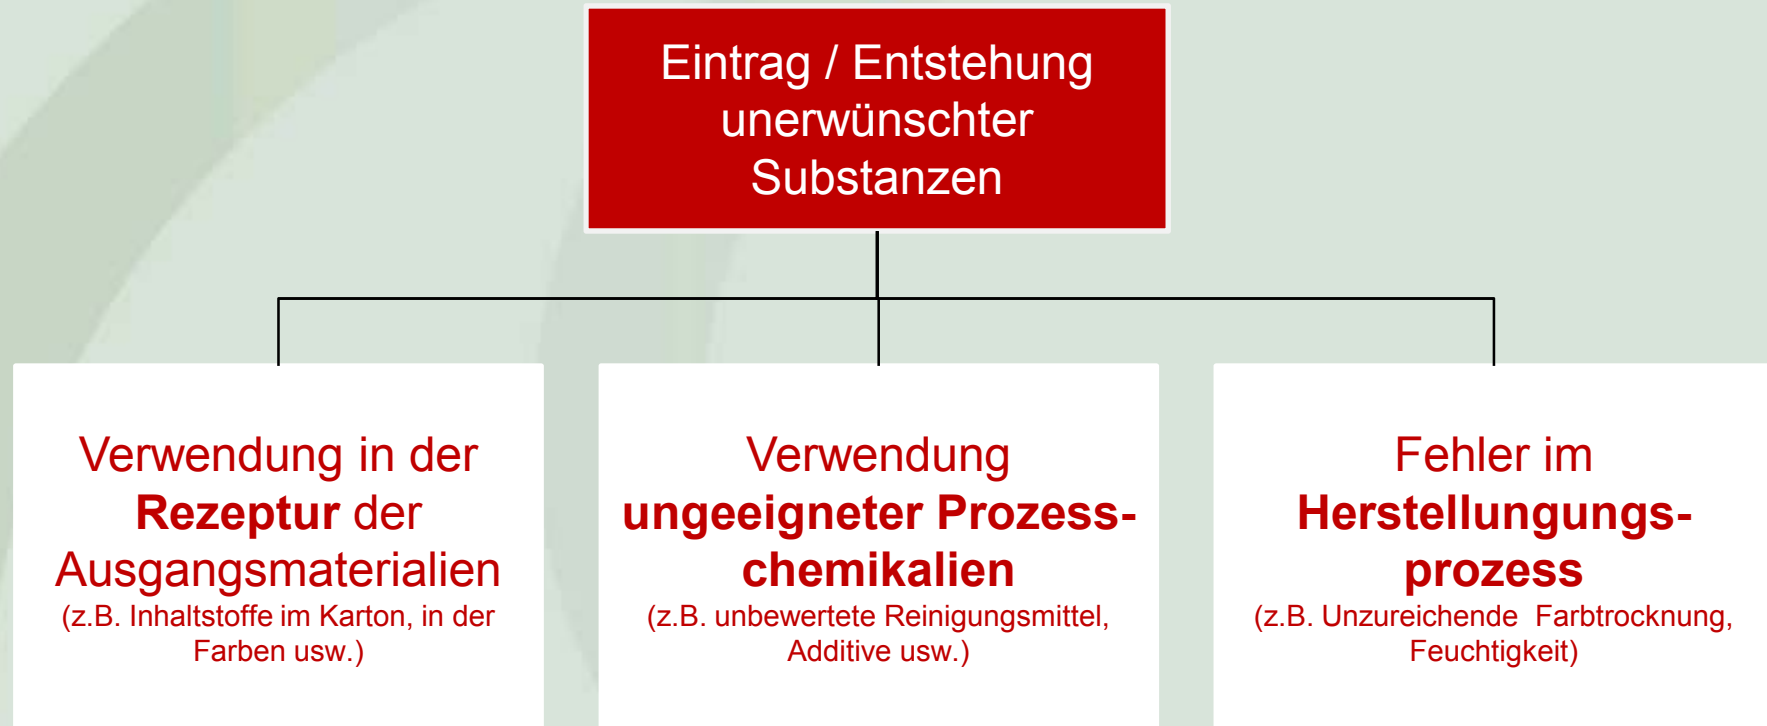 Eintrag / Entstehung
unerwünschter
Substanzen
Verwendung in der
Rezeptur der
Ausgangsmaterialien
(z.B. Inhaltstoffe im Karton, in der
Farben usw.)
Verwendung
ungeeigneter Prozess-
chemikalien
(z.B. unbewertete Reinigungsmittel,
Additive usw.)
Fehler im
Herstellungungs-
prozess
(z.B. Unzureichende Farbtrocknung,
Feuchtigkeit)